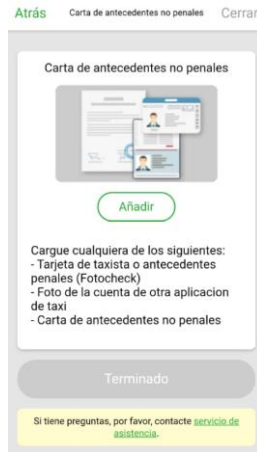 Atrás Carta de antecedentes no penales Cerrar
Carta de antecedentes no penales
Añadir
Cargue cualquiera de los siguientes:
- Tarjeta de taxista o antecedentes
penales (Fotocheck)
- Foto de la cuenta de otra aplicacion
de taxi
- Carta de antecedentes no penales
Terminado
Si tiene preguntas, por favor, contacte servicio de
asistencia.